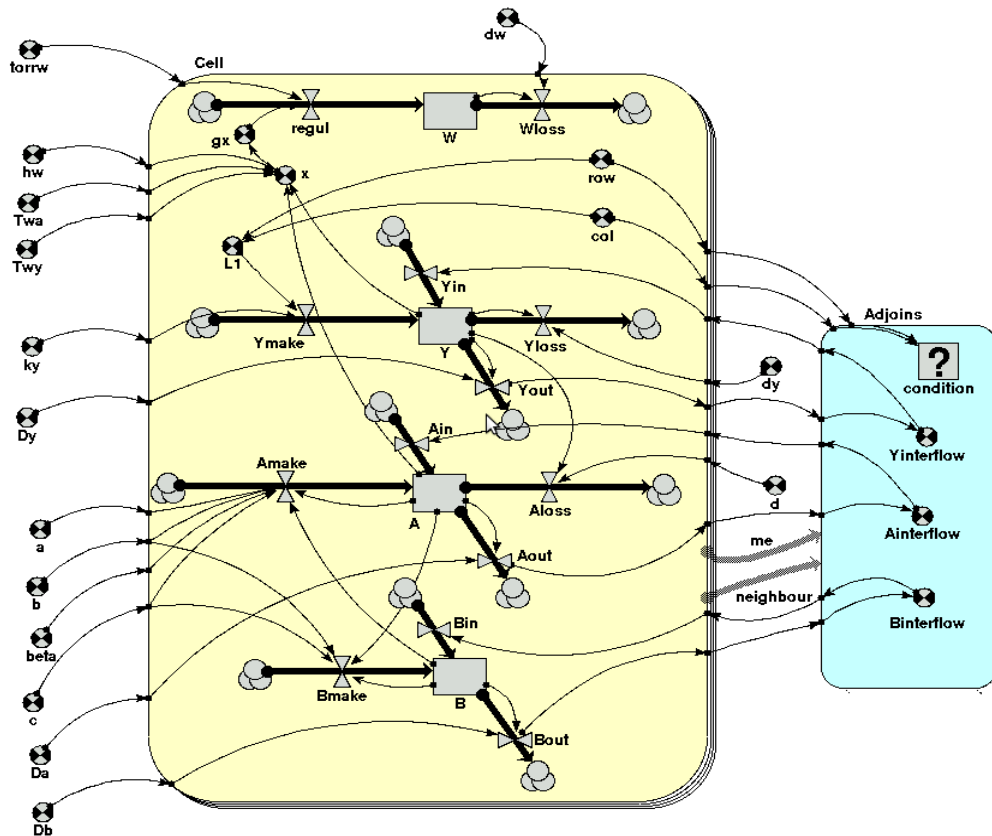 dw
torrw
Cell
regul
W
Wloss
gx
hw
x
row
Twa
col
Twy
L1
Yin
Adjoins
Ymake
Y
Yloss
ky
?
condition
dy
Yout
Dy
Ain
Yinterflow
Amake
A
Aloss
d
a
Ainterflow
me
Aout
b
neighbour
Bin
Binterflow
beta
Bmake
B
c
Bout
Da
Db